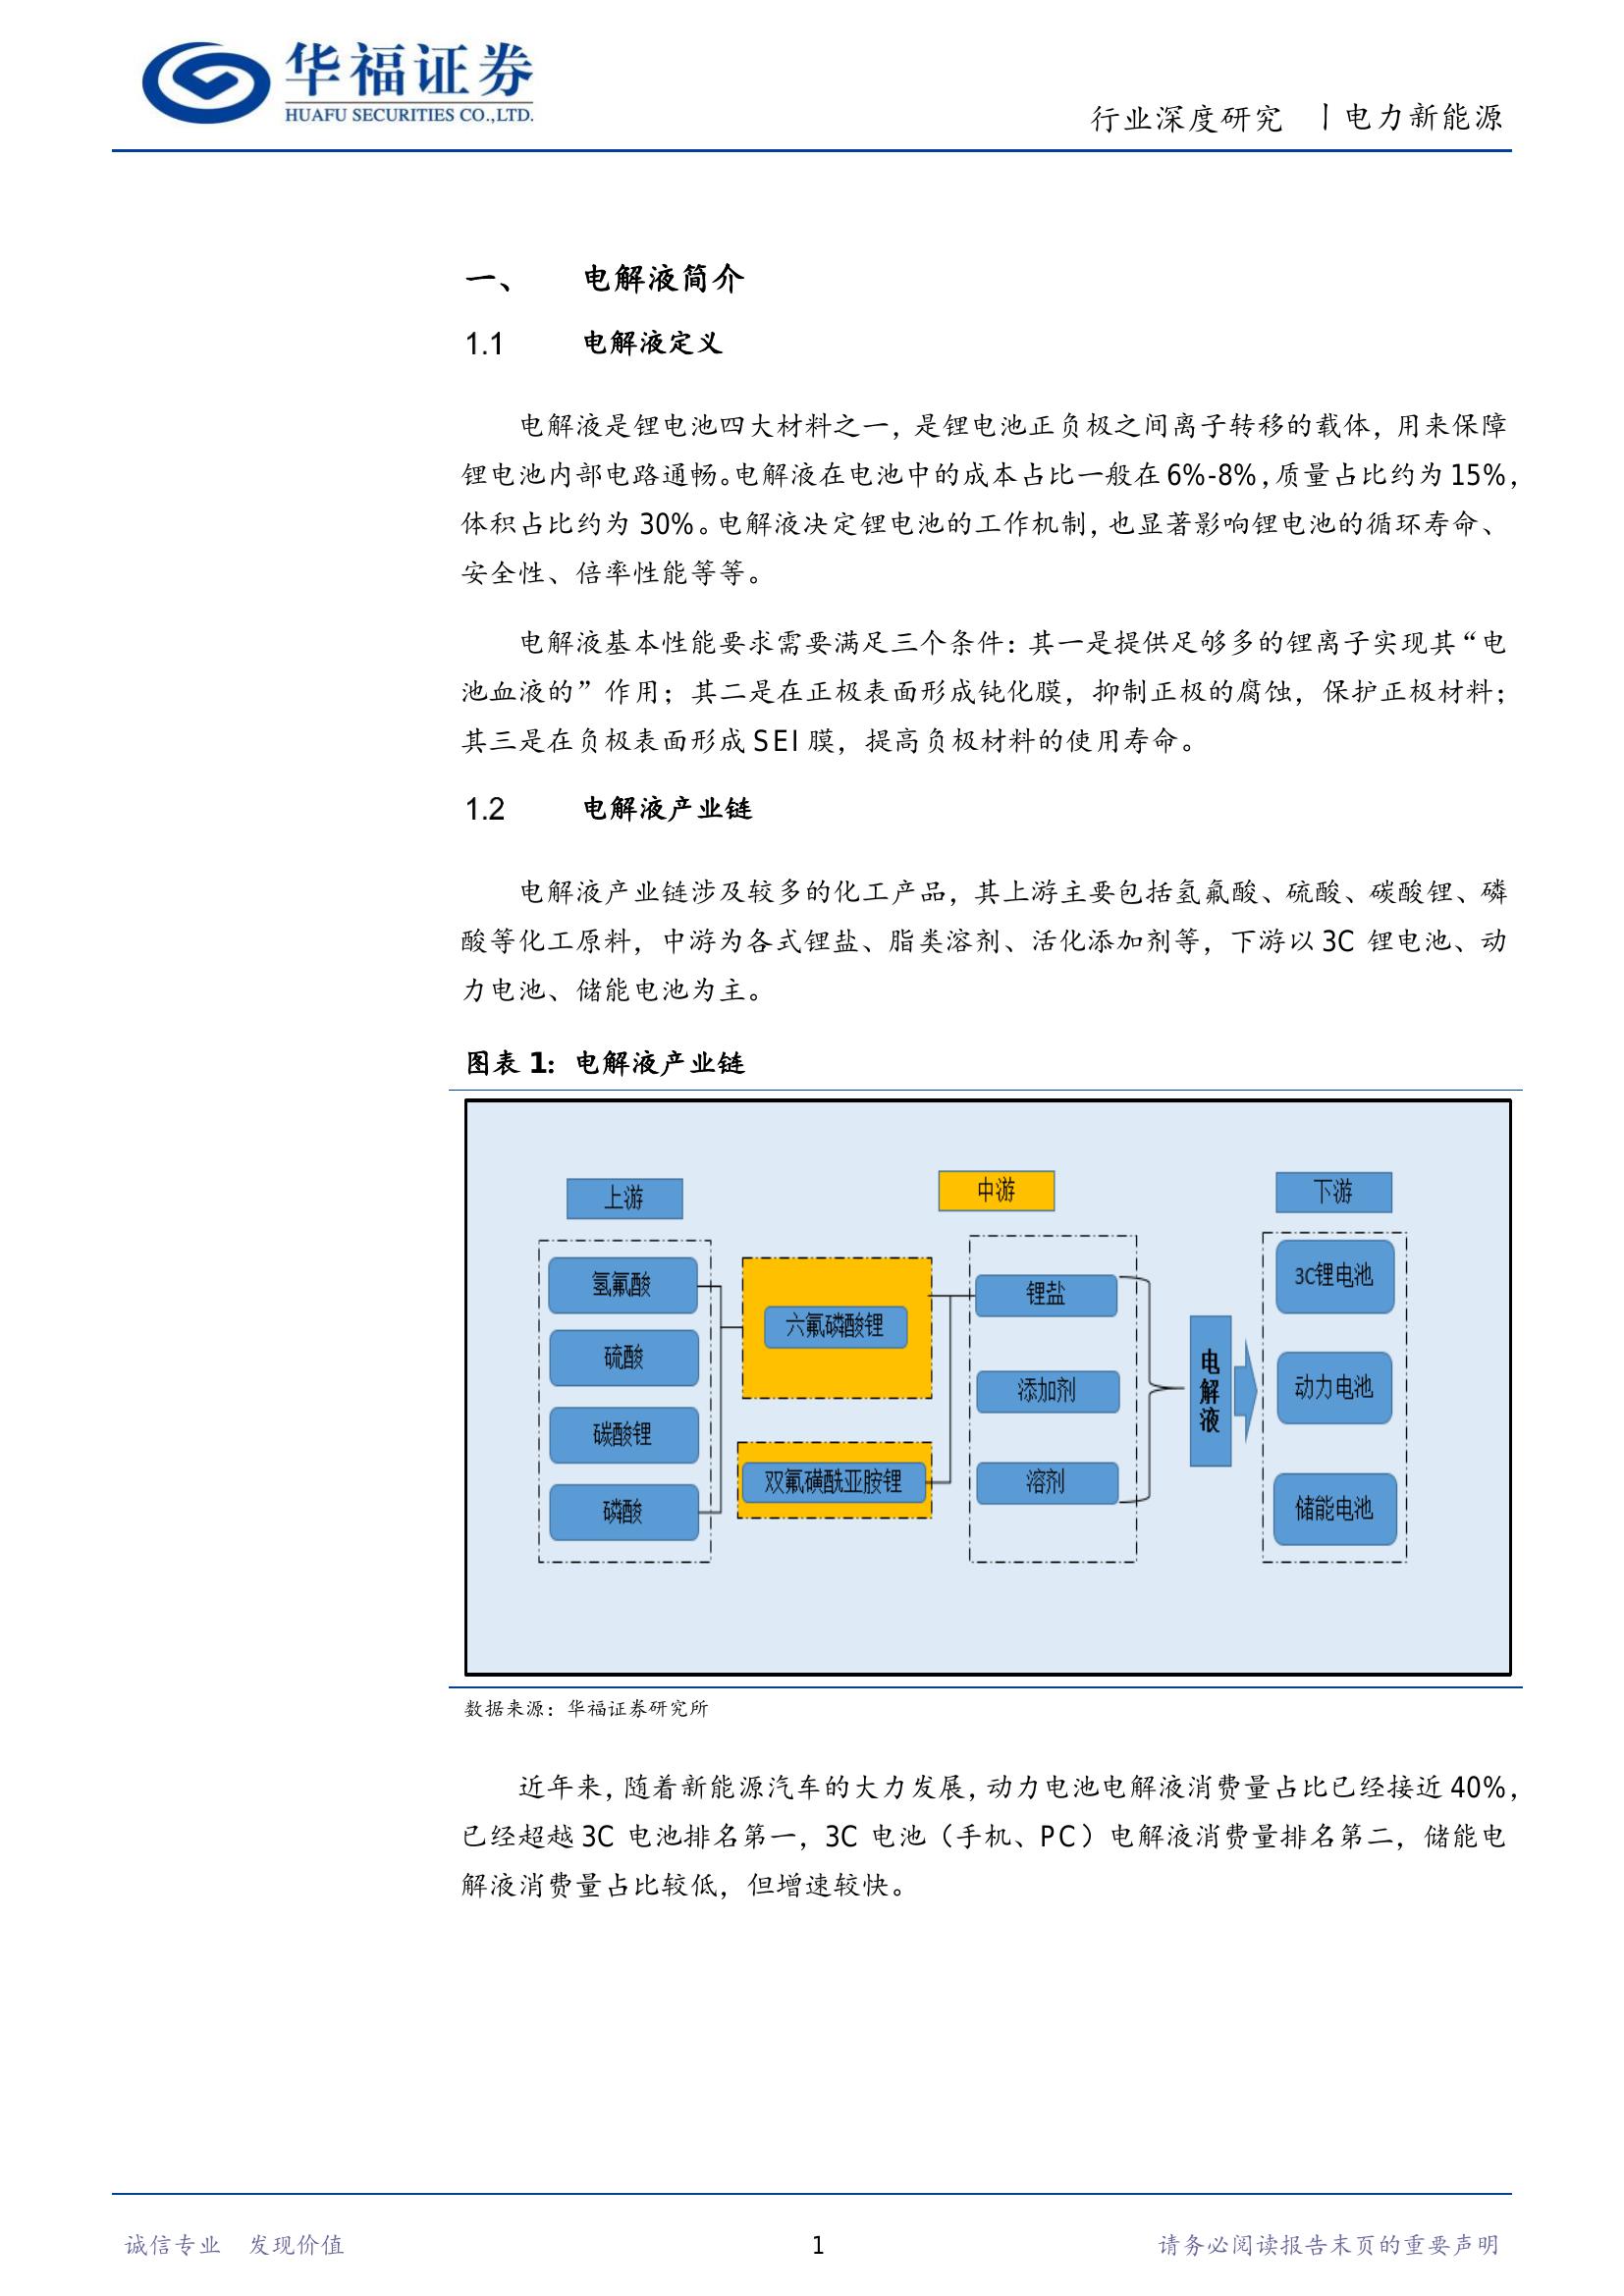 华福证券
HUAFU SECURITIES CO.,LTD.
行业深度研究 丨电力新能源
一、 电解液简介
1.1 电解液定义
电解液是锂电池四大材料之一，是锂电池正负极之间离子转移的载体，用来保障
锂电池内部电路通畅。电解液在电池中的成本占比一般在 6%-8%，质量占比约为 15%，
体积占比约为 30%。电解液决定锂电池的工作机制，也显著影响锂电池的循环寿命、
安全性、倍率性能等等。
电解液基本性能要求需要满足三个条件：其一是提供足够多的锂离子实现其“电
池血液的”作用；其二是在正极表面形成钝化膜，抑制正极的腐蚀，保护正极材料；
其三是在负极表面形成 SEI 膜，提高负极材料的使用寿命。
1.2 电解液产业链
电解液产业链涉及较多的化工产品，其上游主要包括氢氟酸、硫酸、碳酸锂、磷
酸等化工原料，中游为各式锂盐、脂类溶剂、活化添加剂等，下游以 3C 锂电池、动
力电池、储能电池为主。
图表 1：电解液产业链
上游
氢氟酸
硫酸
碳酸锂
磷酸
中游
六氟磷酸锂
双氟磺酰亚胺锂
锂盐
添加剂
溶剂
电解液
下游
3C锂电池
动力电池
储能电池
数据来源：华福证券研究所
近年来，随着新能源汽车的大力发展，动力电池电解液消费量占比已经接近 40%，
已经超越 3C 电池排名第一，3C 电池（手机、PC）电解液消费量排名第二，储能电
解液消费量占比较低，但增速较快。
诚信专业 发现价值
1
请务必阅读报告末页的重要声明